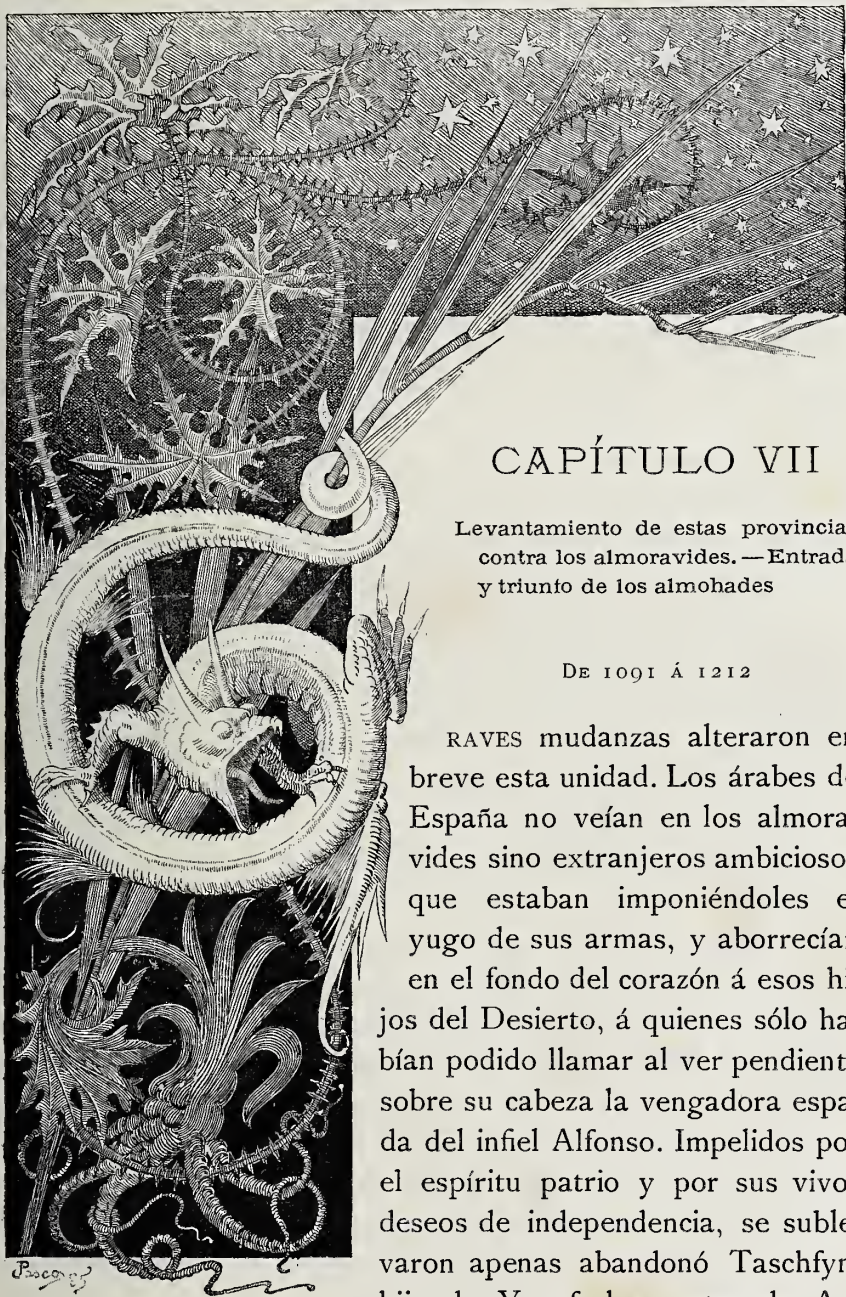 CAPÍTULO VII
Levantamiento de estas provincia
contra los almoravides.—Entrad
y triunfo de los almohades
DE 1091 Á 1212
RAVES mudanzas alteraron e
breve esta unidad. Los árabes d
España no veían en los almora
vides sino extranjeros ambicioso
que estaban imponiéndoles e
yugo de sus armas, y aborrecía
en el fondo del corazón á esos hi
jos del Desierto, á quienes sólo ha
bían podido llamar al ver pendient
sobre su cabeza la vengadora espa
da del infiel Alfonso. Impelidos po
el espíritu patrio y por sus vivo
deseos de independencia, se suble
varon apenas abandonó Taschfyn